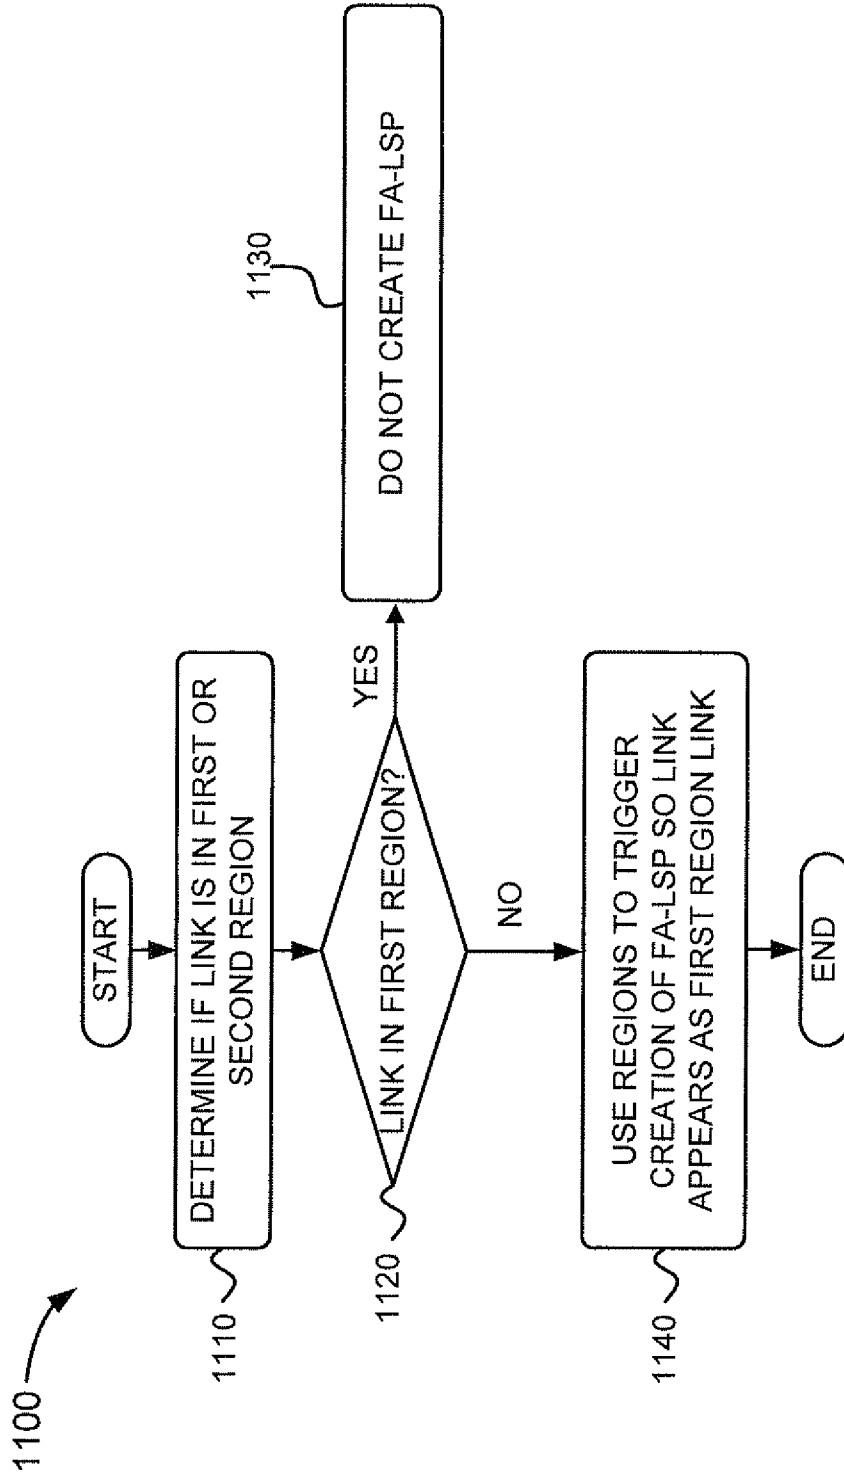 1100
START
1110
DETERMINE IF LINK IS IN FIRST OR
SECOND REGION
1120
LINK IN FIRST REGION?
YES
1130
DO NOT CREATE FA-LSP
NO
1140
USE REGIONS TO TRIGGER
CREATION OF FA-LSP SO LINK
APPEARS AS FIRST REGION LINK
END